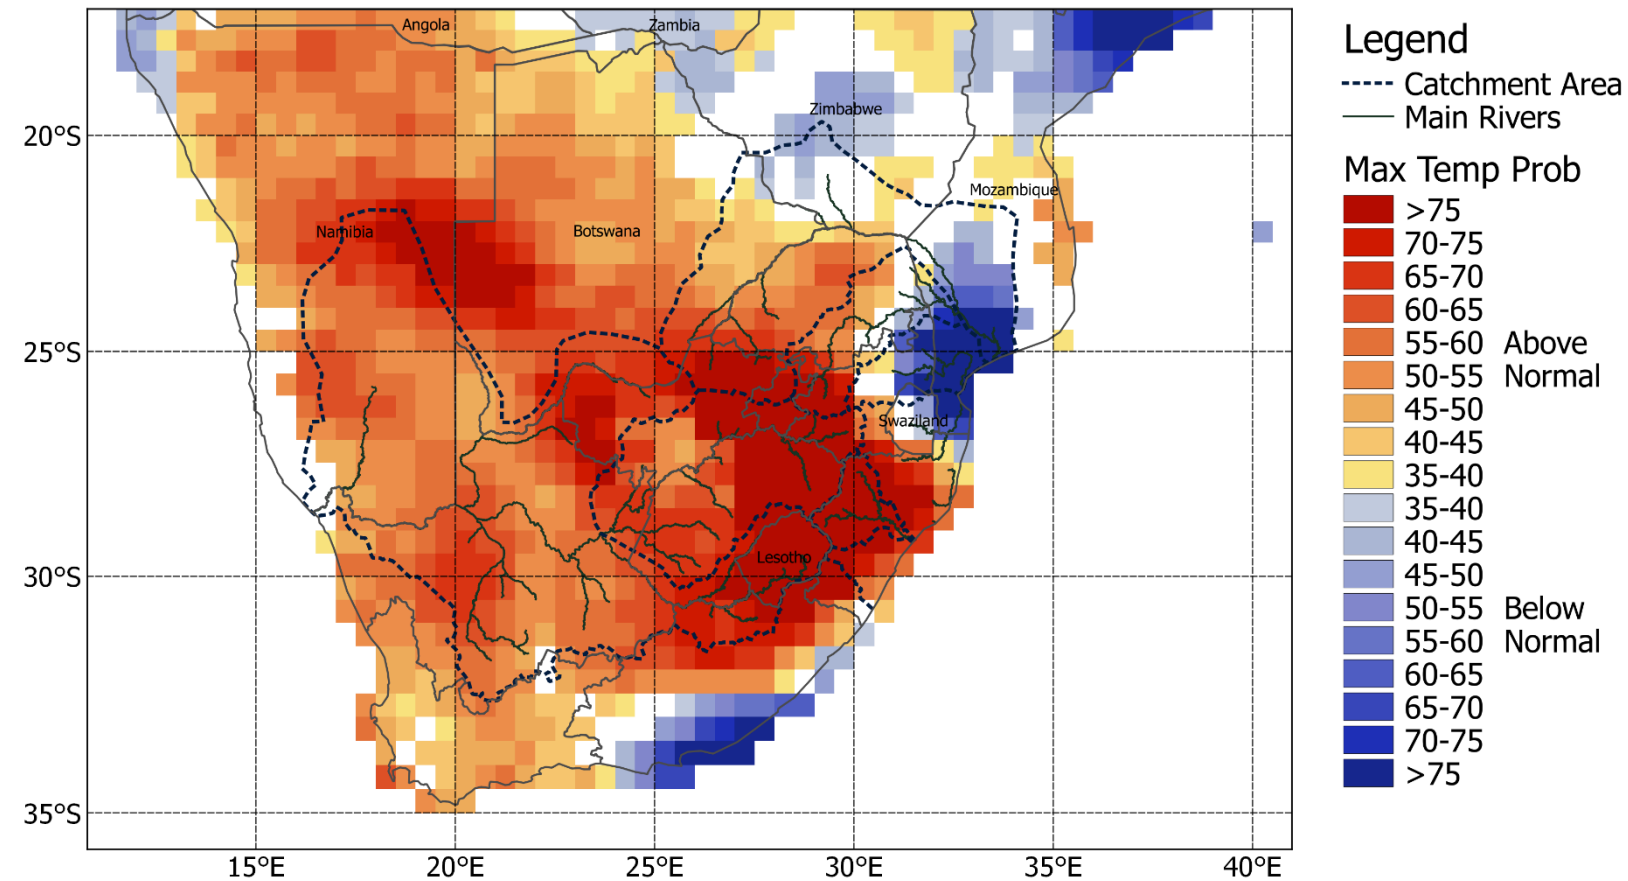 Angola
Zambia
Zimbabwe
Mozambique
Namibia
Botswana
Swaziland
Lesotho
20°S
25°S
30°S
35°S
15°E
20°E
25°E
30°E
35°E
40°E
Legend
Catchment Area
Main Rivers
Max Temp Prob
>75
70-75
65-70
60-65
55-60 Above
50-55 Normal
45-50
40-45
35-40
35-40
40-45
45-50
50-55 Below
55-60 Normal
60-65
65-70
70-75
>75